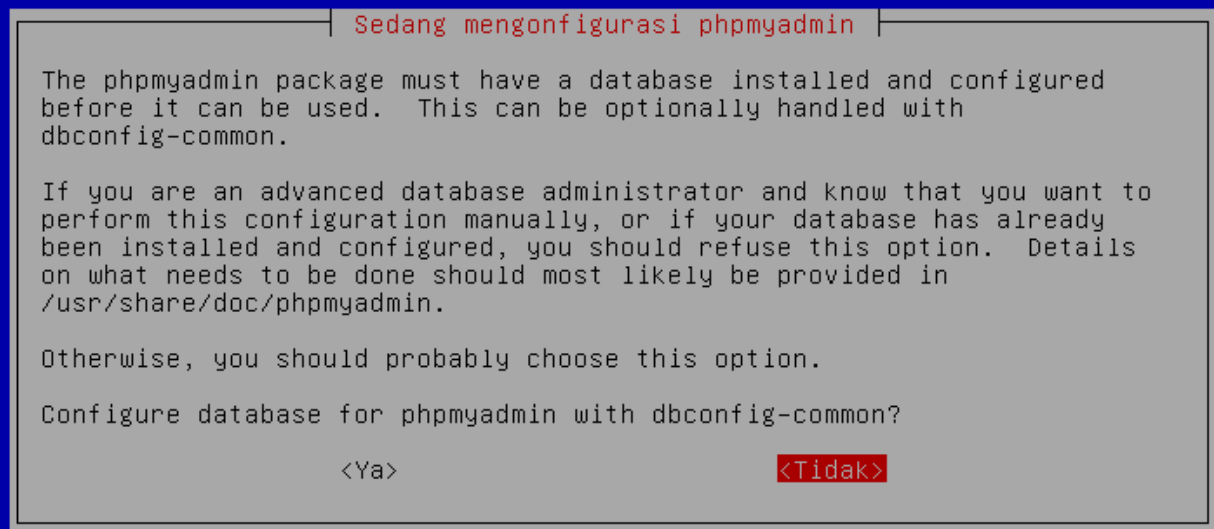 Sedang mengonfigurasi phpmyadmin
The phpmyadmin package must have a database installed and configured
before it can be used.  This can be optionally handled with
dbconfig-common.
If you are an advanced database administrator and know that you want to
perform this configuration manually, or if your database has already
been installed and configured, you should refuse this option.  Details
on what needs to be done should most likely be provided in
/usr/share/doc/phpmyadmin.
Otherwise, you should probably choose this option.
Configure database for phpmyadmin with dbconfig-common?
<Ya> <Tidak>